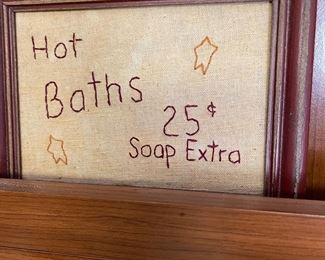 Hot
Baths
25¢
Soap Extra